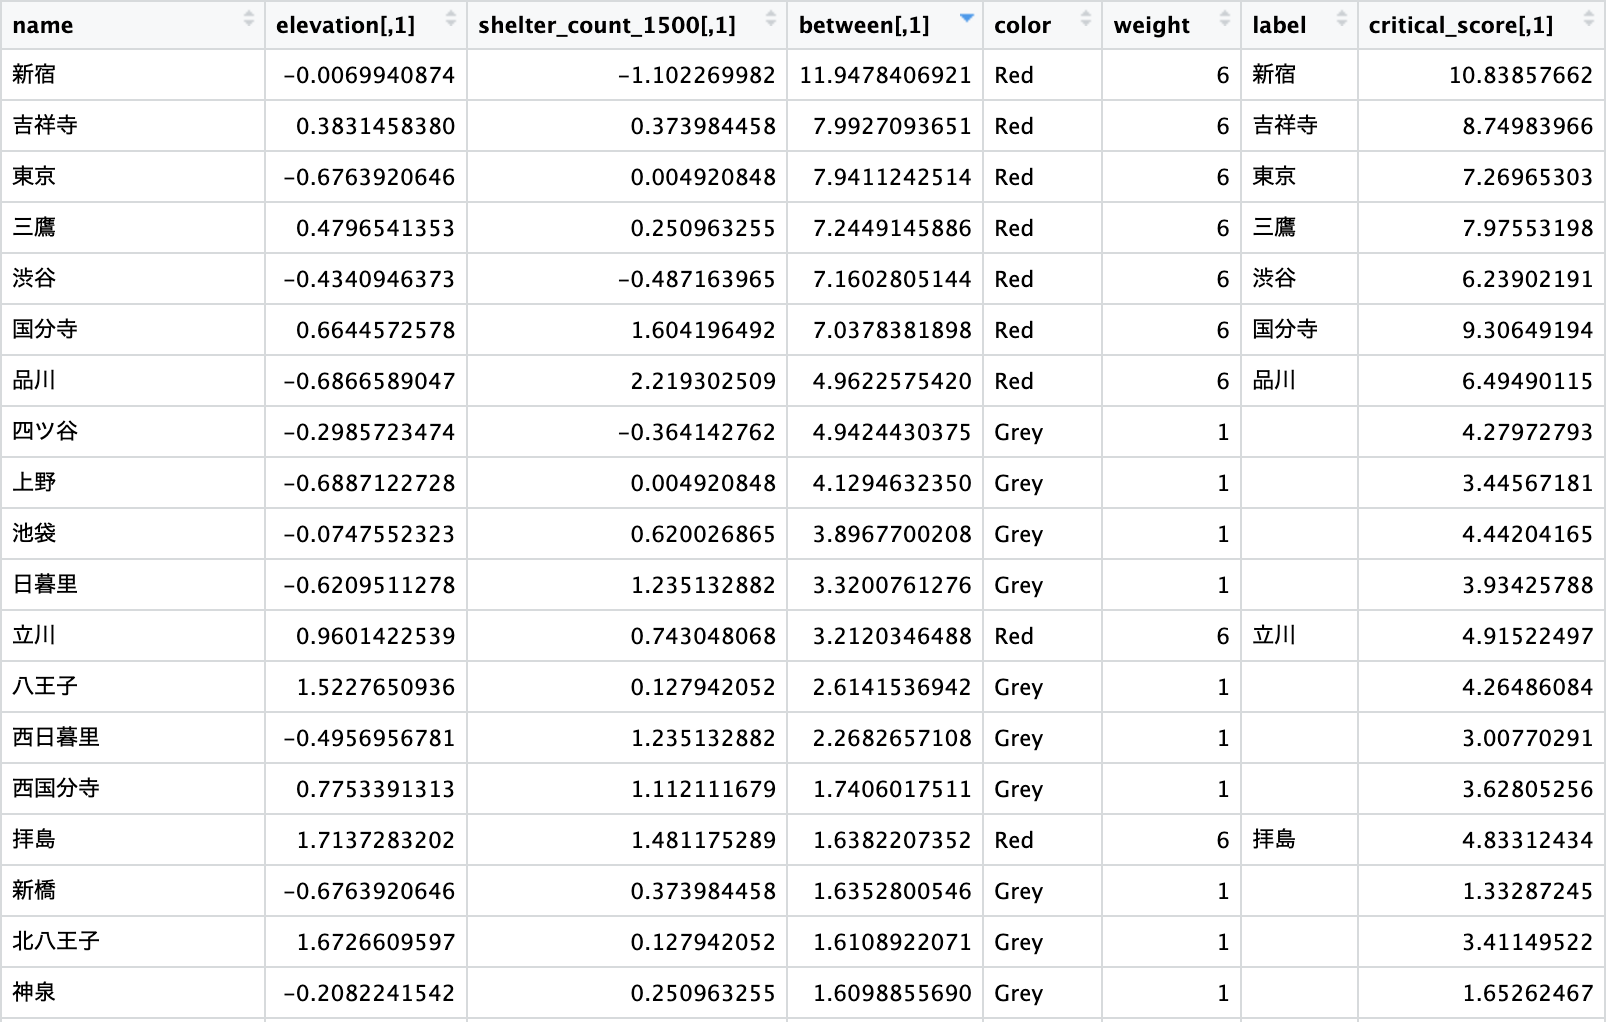 name elevation[,1] shelter_count_1500[,1] between[,1] color weight label critical_score[,1]
新宿 -0.0069940874 -1.102269982 11.9478406921 Red 6 新宿 10.83857662
吉祥寺 0.3831458380 0.373984458 7.9927093651 Red 6 吉祥寺 8.74983966
東京 -0.6763920646 0.004920848 7.9411242514 Red 6 東京 7.26965303
三鷹 0.4796541353 0.250963255 7.2449145886 Red 6 三鷹 7.97553198
渋谷 -0.4340946373 -0.487163965 7.1602805144 Red 6 渋谷 6.23902191
国分寺 0.6644572578 1.604196492 7.0378381898 Red 6 国分寺 9.30649194
品川 -0.6866589047 2.219302509 4.9622575420 Red 6 品川 6.49490115
四ツ谷 -0.2985723474 -0.364142762 4.9424430375 Grey 1 4.27972793
上野 -0.6887122728 0.004920848 4.1294632350 Grey 1 3.44567181
池袋 -0.0747552323 0.620026865 3.8967700208 Grey 1 4.44204165
日暮里 -0.6209511278 1.235132882 3.3200761276 Grey 1 3.93425788
立川 0.9601422539 0.743048068 3.2120346488 Red 6 立川 4.91522497
八王子 1.5227650936 0.127942052 2.6141536942 Grey 1 4.26486084
西日暮里 -0.4956956781 1.235132882 2.2682657108 Grey 1 3.00770291
西国分寺 0.7753391313 1.112111679 1.7406017511 Grey 1 3.62805256
拝島 1.7137283202 1.481175289 1.6382207352 Red 6 拝島 4.83312434
新橋 -0.6763920646 0.373984458 1.6352800546 Grey 1 1.33287245
北八王子 1.6726609597 0.127942052 1.6108922071 Grey 1 3.41149522
神泉 -0.2082241542 0.250963255 1.6098855690 Grey 1 1.65262467